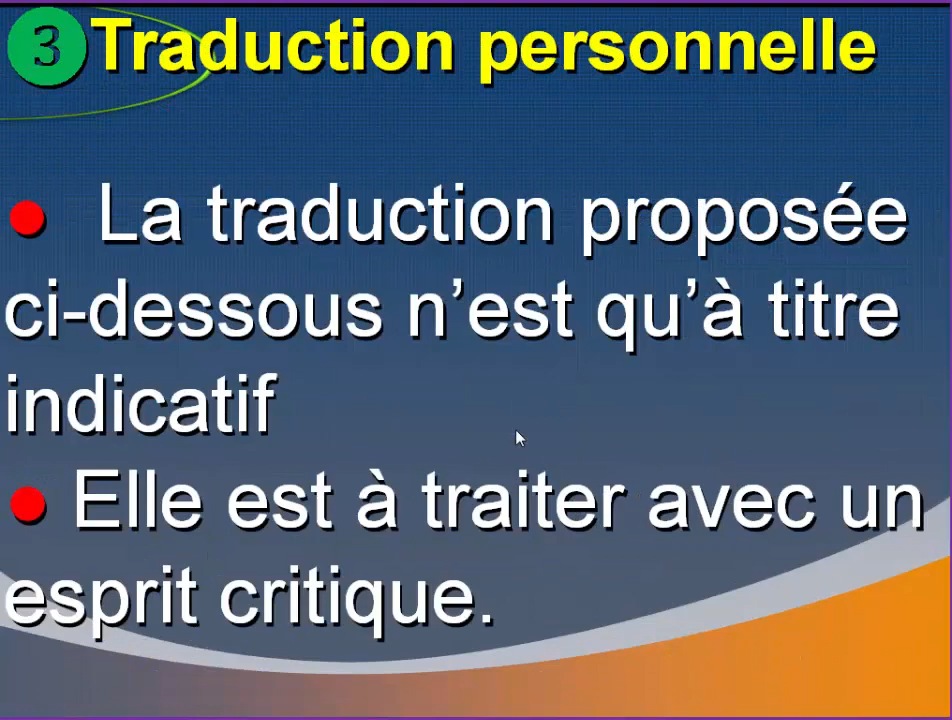 3 Traduction personnelle
● La traduction proposée
ci-dessous n’est qu’à titre
indicatif
● Elle est à traiter avec un
esprit critique.